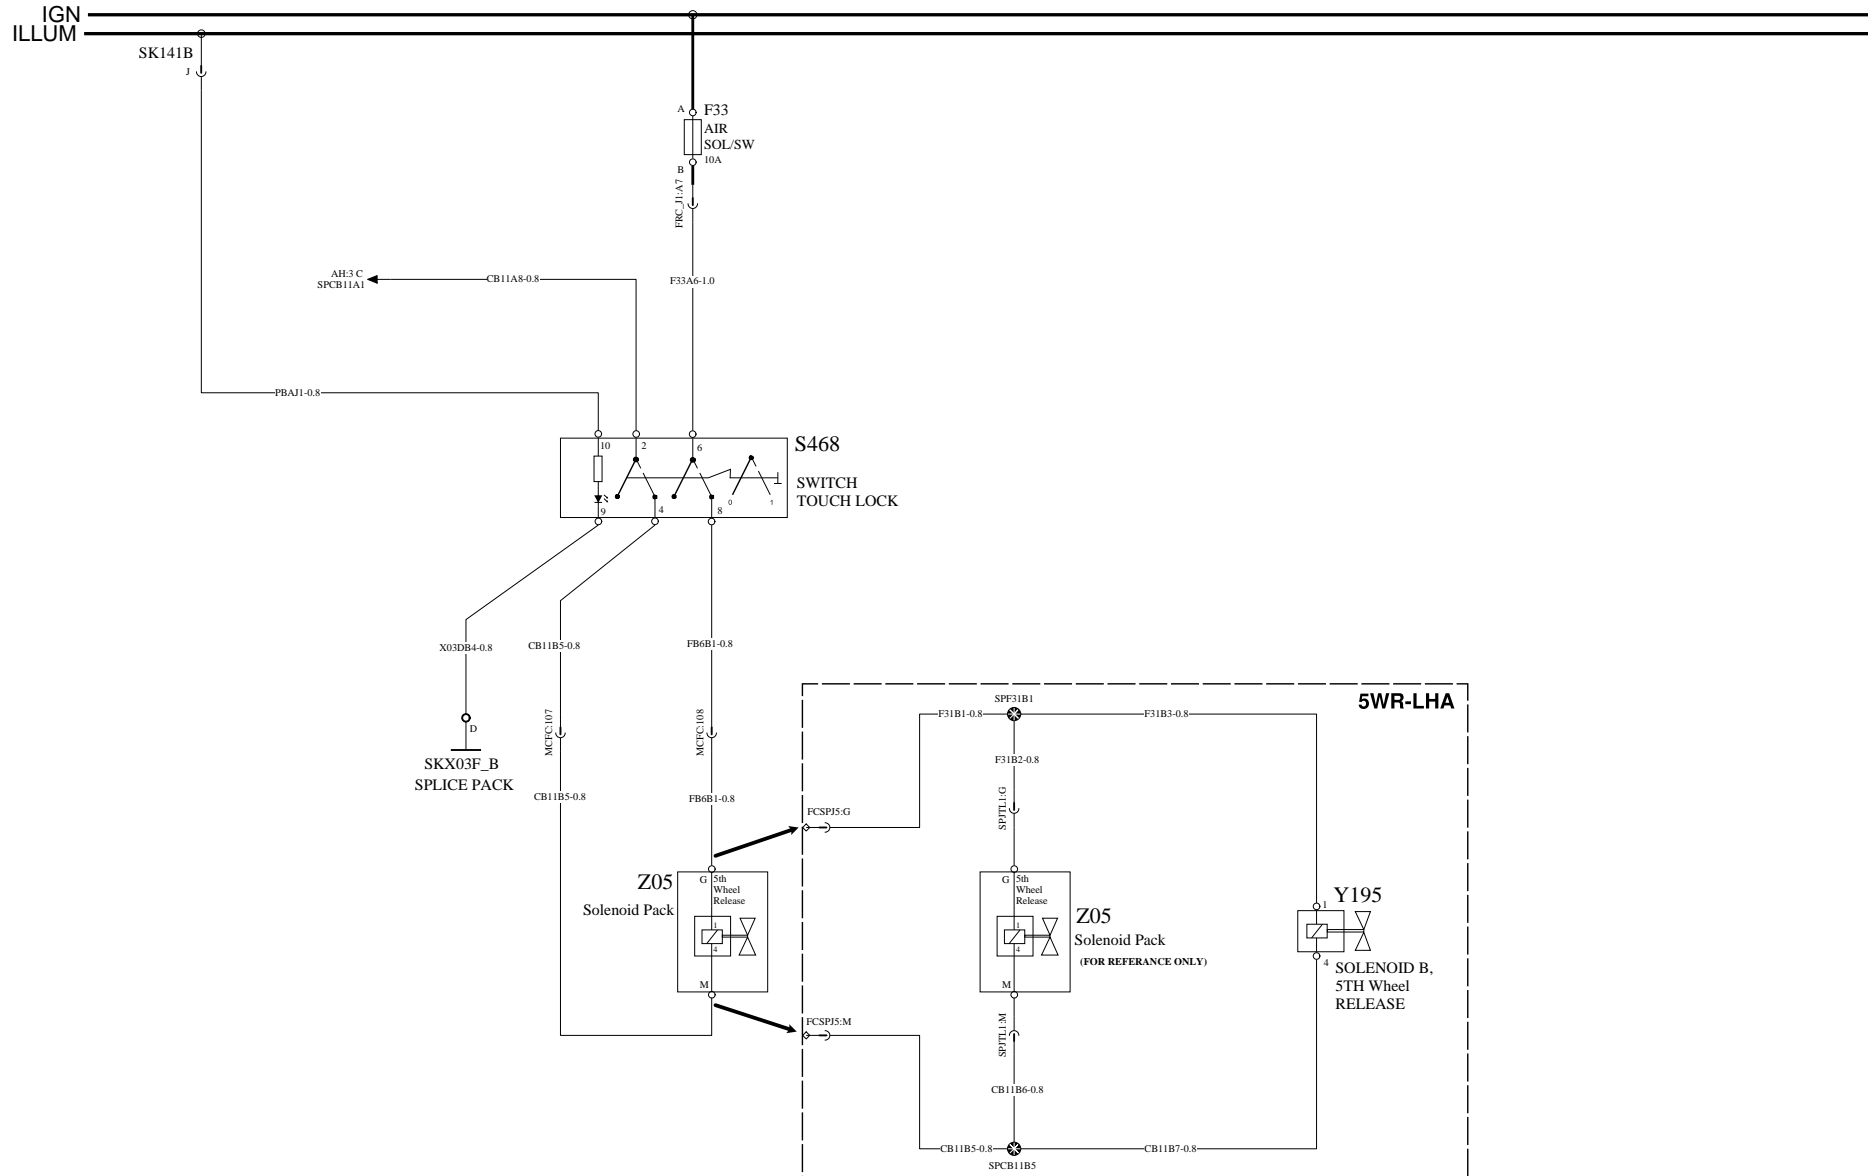 IGN
ILLUM
SK141B
J
A
F33
AIR
SOL/SW
10A
B
FRC_J1:A7
AH:3 C
SPCB11A1
CB11A8-0.8
F33A6-1.0
PBAJ1-0.8
10
2
6
S468
SWITCH
TOUCH LOCK
0
1
9
4
8
X03DB4-0.8
CB11B5-0.8
FB6B1-0.8
D
SKX03F_B
SPLICE PACK
MCFC:107
MCFC:108
CB11B5-0.8
FB6B1-0.8
5WR-LHA
SPF31B1
F31B1-0.8
F31B3-0.8
F31B2-0.8
SPJTL1:G
FCSPJ5:G
Z05
Solenoid Pack
G
5th
Wheel
Release
1
4
M
G
5th
Wheel
Release
1
4
M
Z05
Solenoid Pack
(FOR REFERANCE ONLY)
Y195
1
4
SOLENOID B,
5TH Wheel
RELEASE
FCSPJ5:M
SPJTL1:M
CB11B6-0.8
CB11B5-0.8
CB11B7-0.8
SPCB11B5